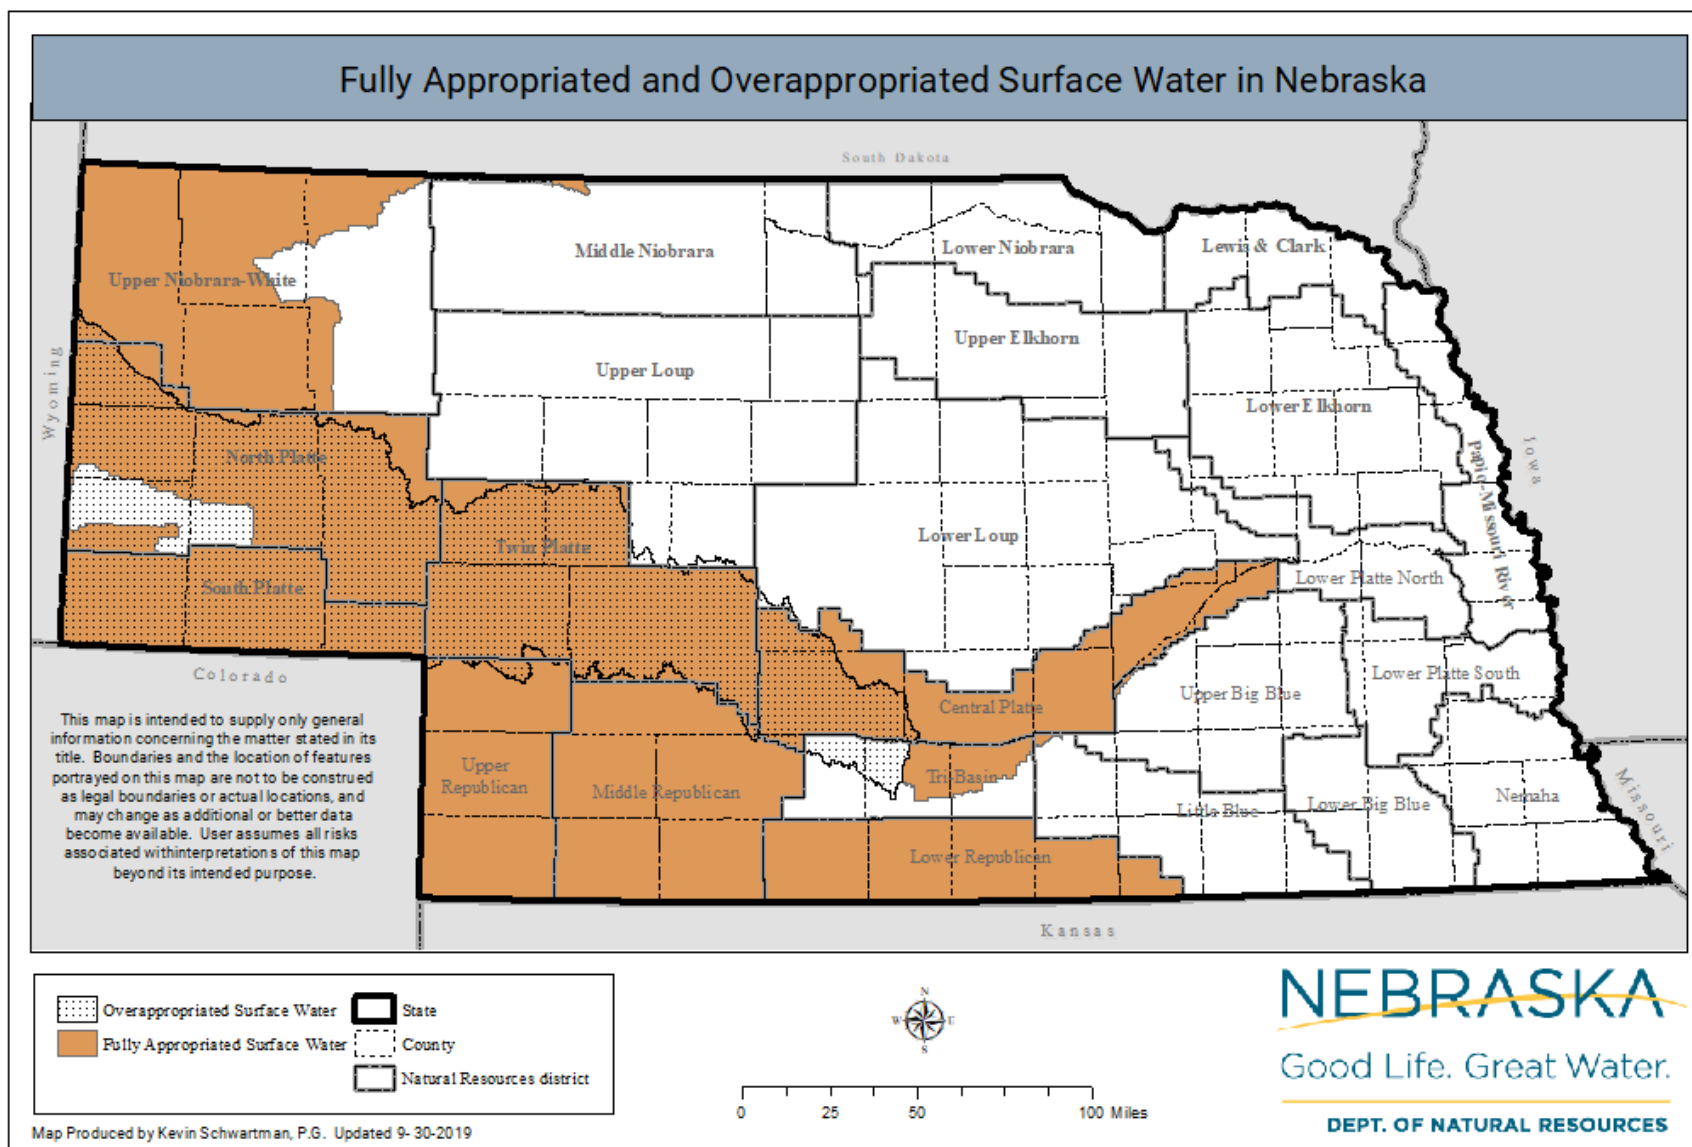 Fully Appropriated and Overappropriated Surface Water in Nebraska
South Dakota
Middle Niobrara
Lower Niobrara
Lewis & Clark
Upper Niobrara-White
Upper Elkhorn
Wyoming
Upper Loup
Lower Elkhorn
North Platte
Papio-Missouri River
Iowa
Twin Platte
Lower Loup
South Platte
Lower Platte North
Colorado
Lower Platte South
Upper Big Blue
Central Platte
This map is intended to supply only general
information concerning the matter stated in its
title. Boundaries and the location of features
portrayed on this map are not to be construed
as legal boundaries or actual locations, and
may change as additional or better data
become available. User assumes all risks
associated withinterpretations of this map
beyond its intended purpose.
Upper
Republican
Middle Republican
Tri-Basin
Little Blue
Lower Big Blue
Nemaha
Missouri
Lower Republican
Kansas
Overappropriated Surface Water
State
Fully Appropriated Surface Water
County
Natural Resources district
N
W
E
S
0 25 50 100 Miles
NEBRASKA
Good Life. Great Water.
DEPT. OF NATURAL RESOURCES
Map Produced by Kevin Schwartman, P.G. Updated 9- 30-2019